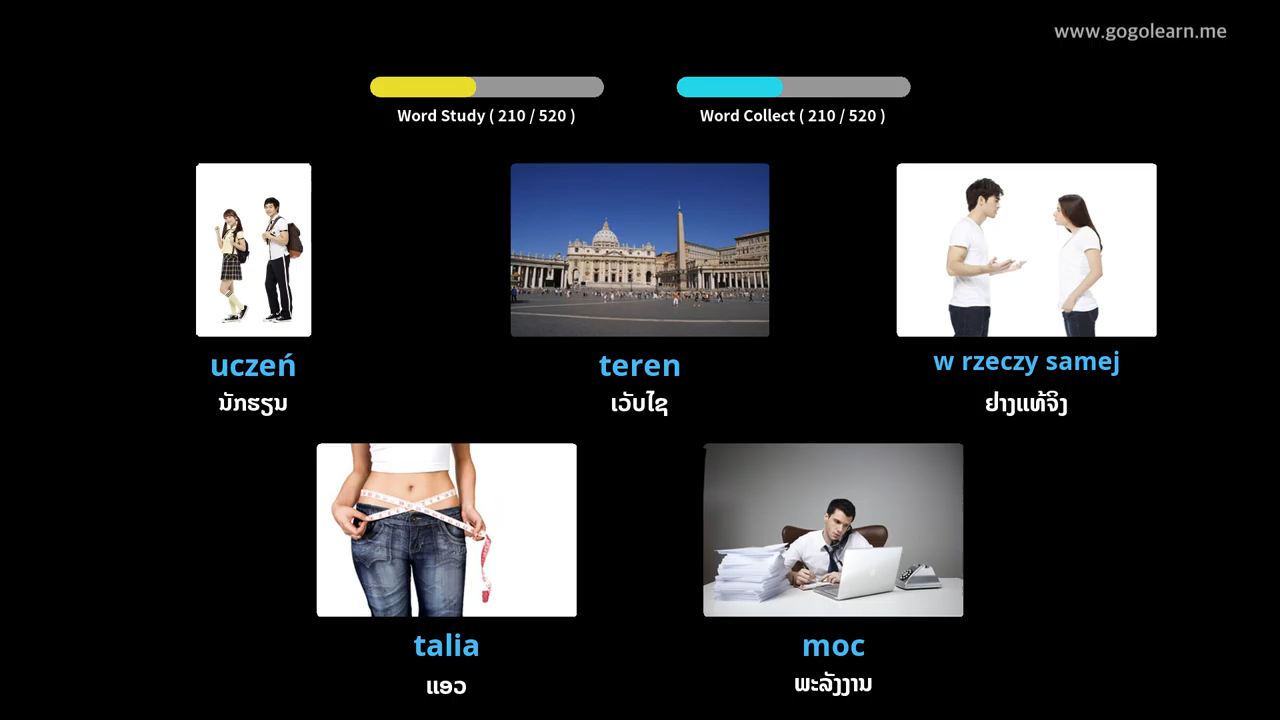 www.gogolearn.me
Word Study ( 210 / 520 )
Word Collect ( 210 / 520 )
uczeń
ນັກຮຽນ
teren
ເວັບໄຊ
w rzeczy samej
ຢ່າງແທ້ຈິງ
talia
ແອວ
moc
ພະລັງງານ